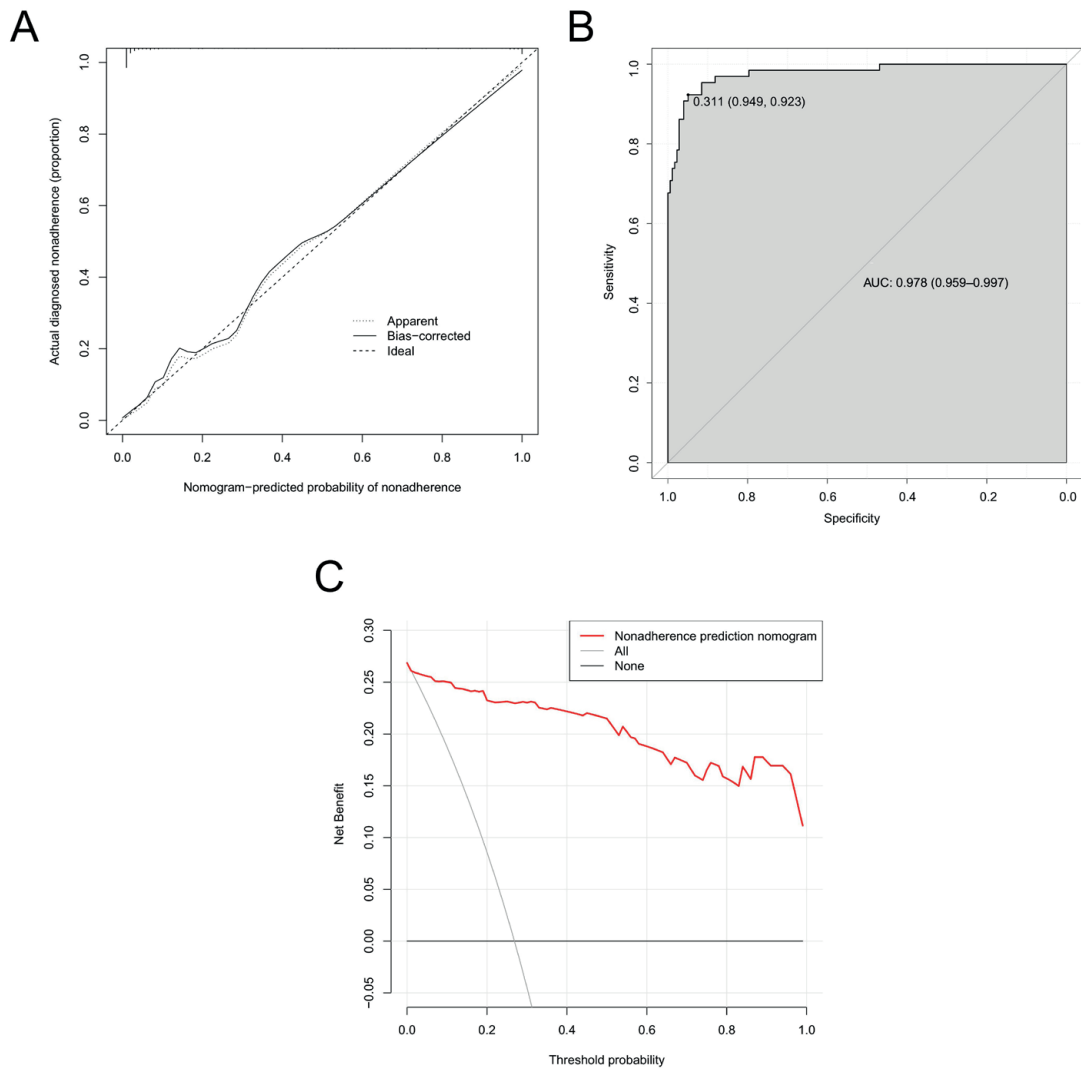 A
1.0
0.8
0.6
0.4
0.2
0.0
Actual diagnosed nonadherence (proportion)
Apparent
Bias−corrected
Ideal
0.0 0.2 0.4 0.6 0.8 1.0
Nomogram−predicted probability of nonadherence
B
1.0
0.8
0.6
0.4
0.2
0.0
Sensitivity
0.311 (0.949, 0.923)
AUC: 0.978 (0.959–0.997)
1.0 0.8 0.6 0.4 0.2 0.0
Specificity
C
0.30
0.25
0.20
0.15
0.10
0.05
0.00
−0.05
Net Benefit
Nonadherence prediction nomogram
All
None
0.0 0.2 0.4 0.6 0.8 1.0
Threshold probability